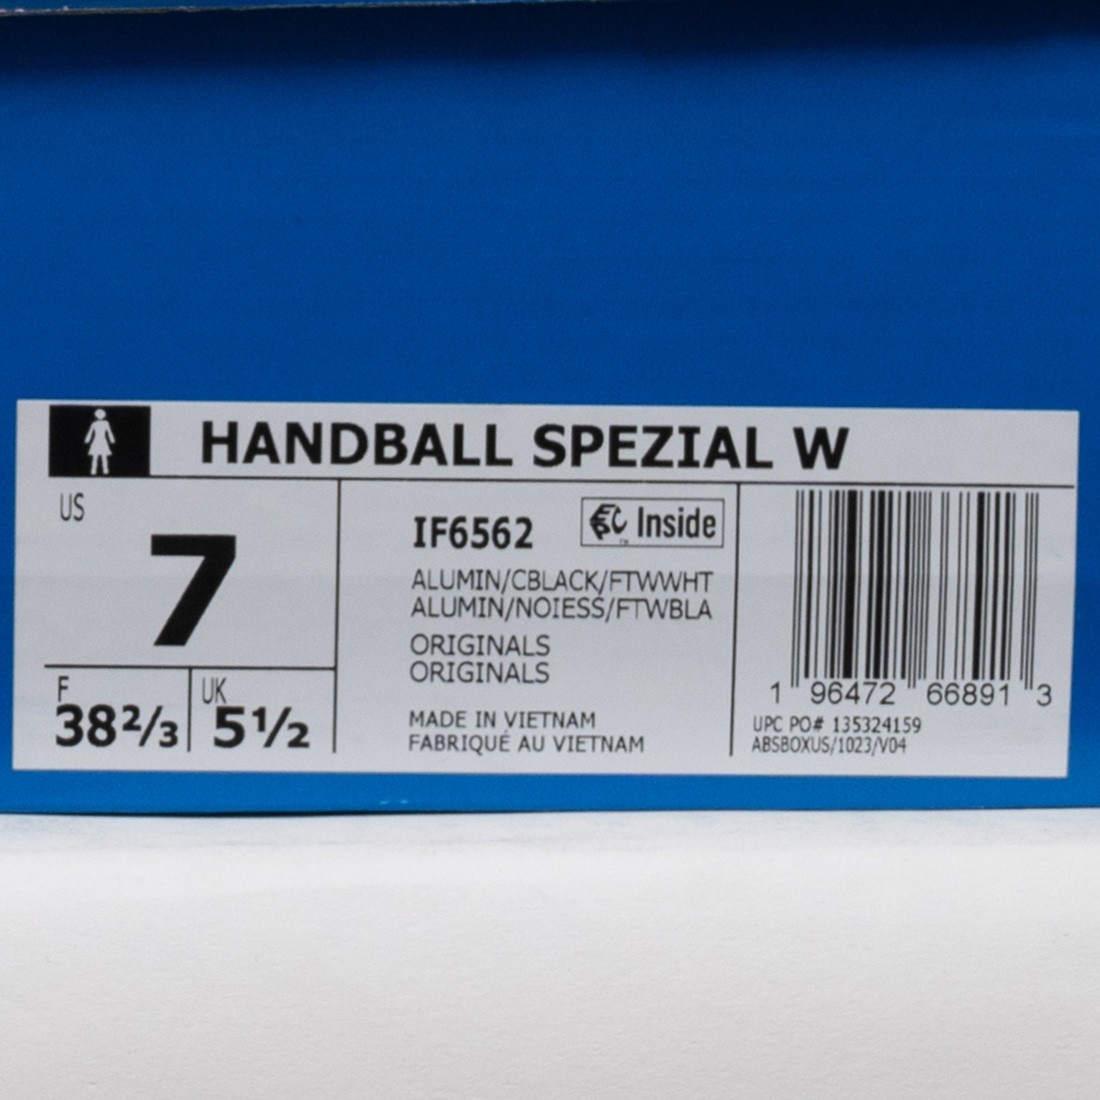 HANDBALL SPEZIAL W
US
7
F
38⅔
UK
5½
IF6562
Inside
™
ALUMIN/CBLACK/FTWWHT
ALUMIN/NOIESS/FTWBLA
ORIGINALS
ORIGINALS
MADE IN VIETNAM
FABRIQUÉ AU VIETNAM
1 96472 66891 3
UPC PO# 135324159
ABSBOXUS/1023/V04